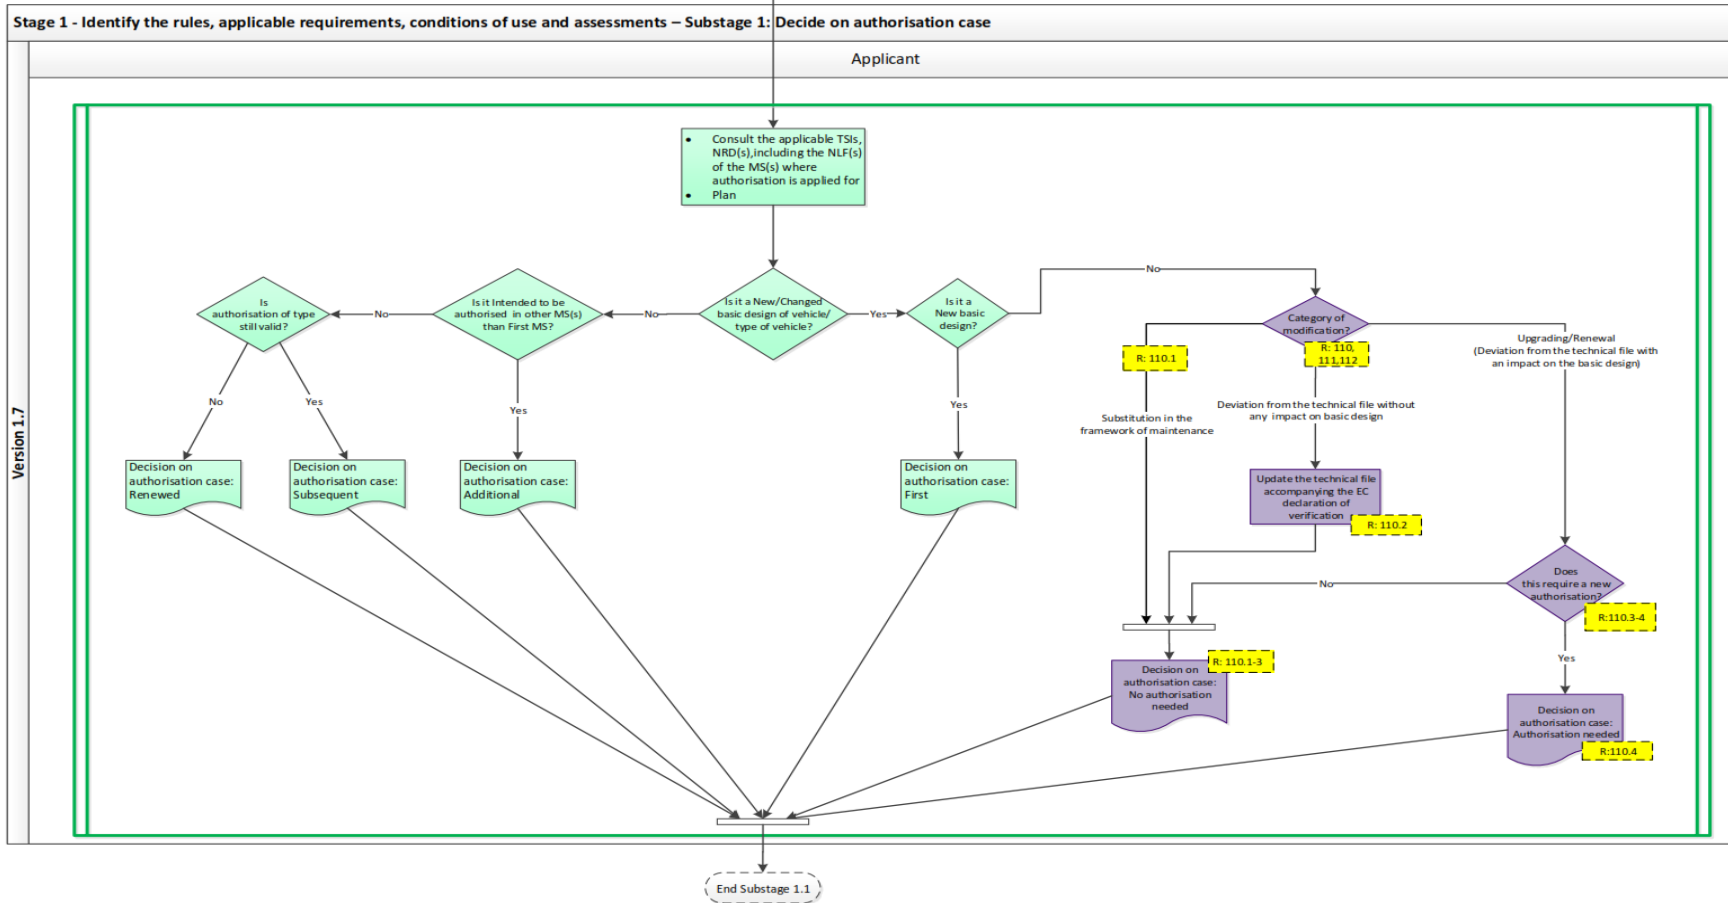 Stage 1 - Identify the rules, applicable requirements, conditions of use and assessments – Substage 1: Decide on authorisation case
Applicant
Version 1.7
• Consult the applicable TSIs,
NRD(s),including the NLF(s)
of the MS(s) where
authorisation is applied for
• Plan
Is
authorisation of type
still valid?
No
Is it Intended to be
authorised in other MS(s)
than First MS?
No
Is it a New/Changed
basic design of vehicle/
type of vehicle?
Yes
Is it a
New basic
design?
No
Category of
modification?
R: 110,
111,112
R: 110.1
Upgrading/Renewal
(Deviation from the technical file with
an impact on the basic design)
No
Yes
Yes
Yes
Substitution in the
framework of maintenance
Deviation from the technical file without
any impact on basic design
Decision on
authorisation case:
Renewed
Decision on
authorisation case:
Subsequent
Decision on
authorisation case:
Additional
Decision on
authorisation case:
First
Update the technical file
accompanying the EC
declaration of
verification
R: 110.2
No
Does
this require a new
authorisation?
R:110.3-4
Yes
Decision on
authorisation case:
No authorisation
needed
R: 110.1-3
Decision on
authorisation case:
Authorisation needed
R:110.4
End Substage 1.1